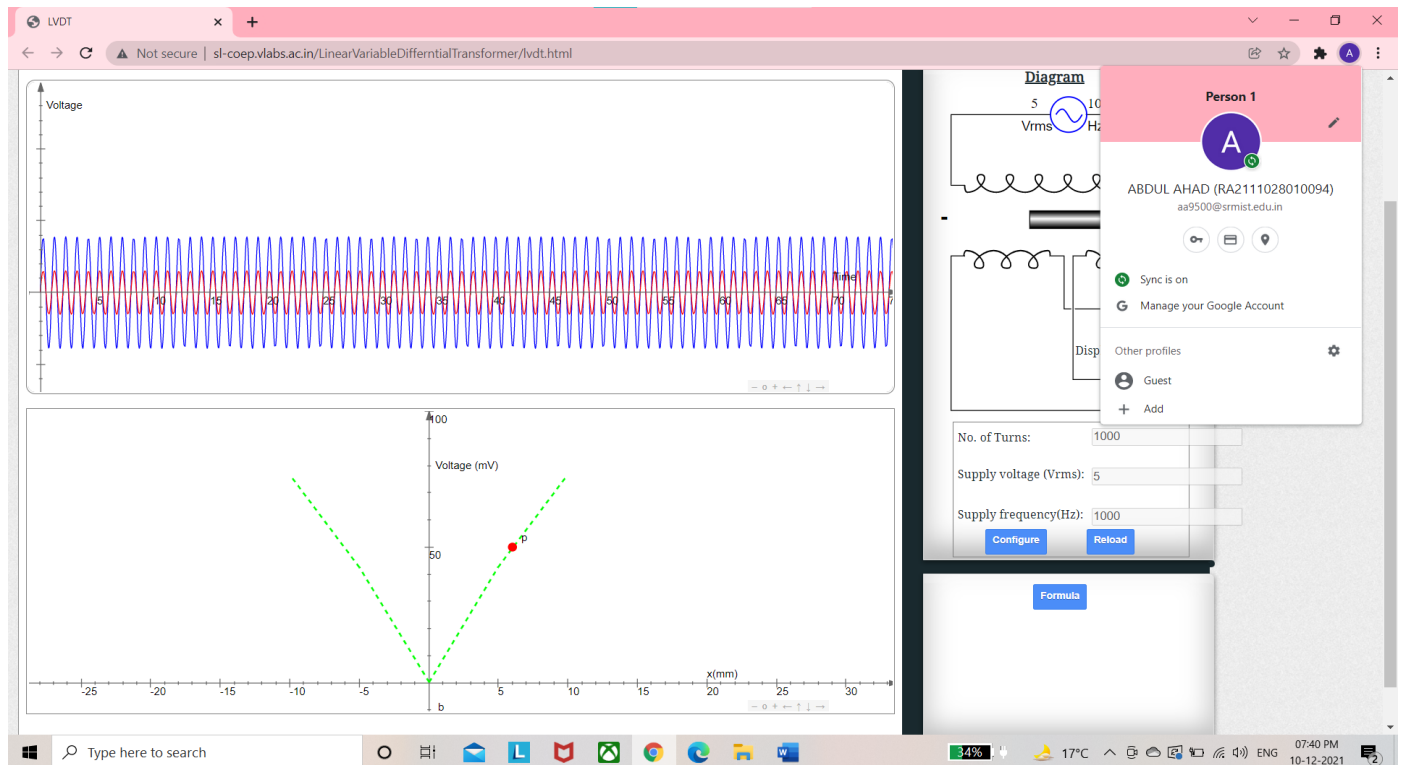 LVDT
Not secure | sl-coep.vlabs.ac.in/LinearVariableDifferntialTransformer/lvdt.html
A
Voltage
Time
5 10 25 35 40 45 50 55 60 65 70
100
Voltage (mV)
50
p
x(mm)
-25 -20 -15 -10 -5 5 10 15 20 25 30
b
Diagram
5 10
Vrms Hz
Disp
No. of Turns: 1000
Supply voltage (Vrms): 5
Supply frequency(Hz): 1000
Configure Reload
Formula
Person 1
A
ABDUL AHAD (RA2111028010094)
aa9500@srmist.edu.in
Sync is on
G Manage your Google Account
Other profiles
Guest
Add
Type here to search
L
W
34%
17°C
ENG
07:40 PM
10-12-2021
2